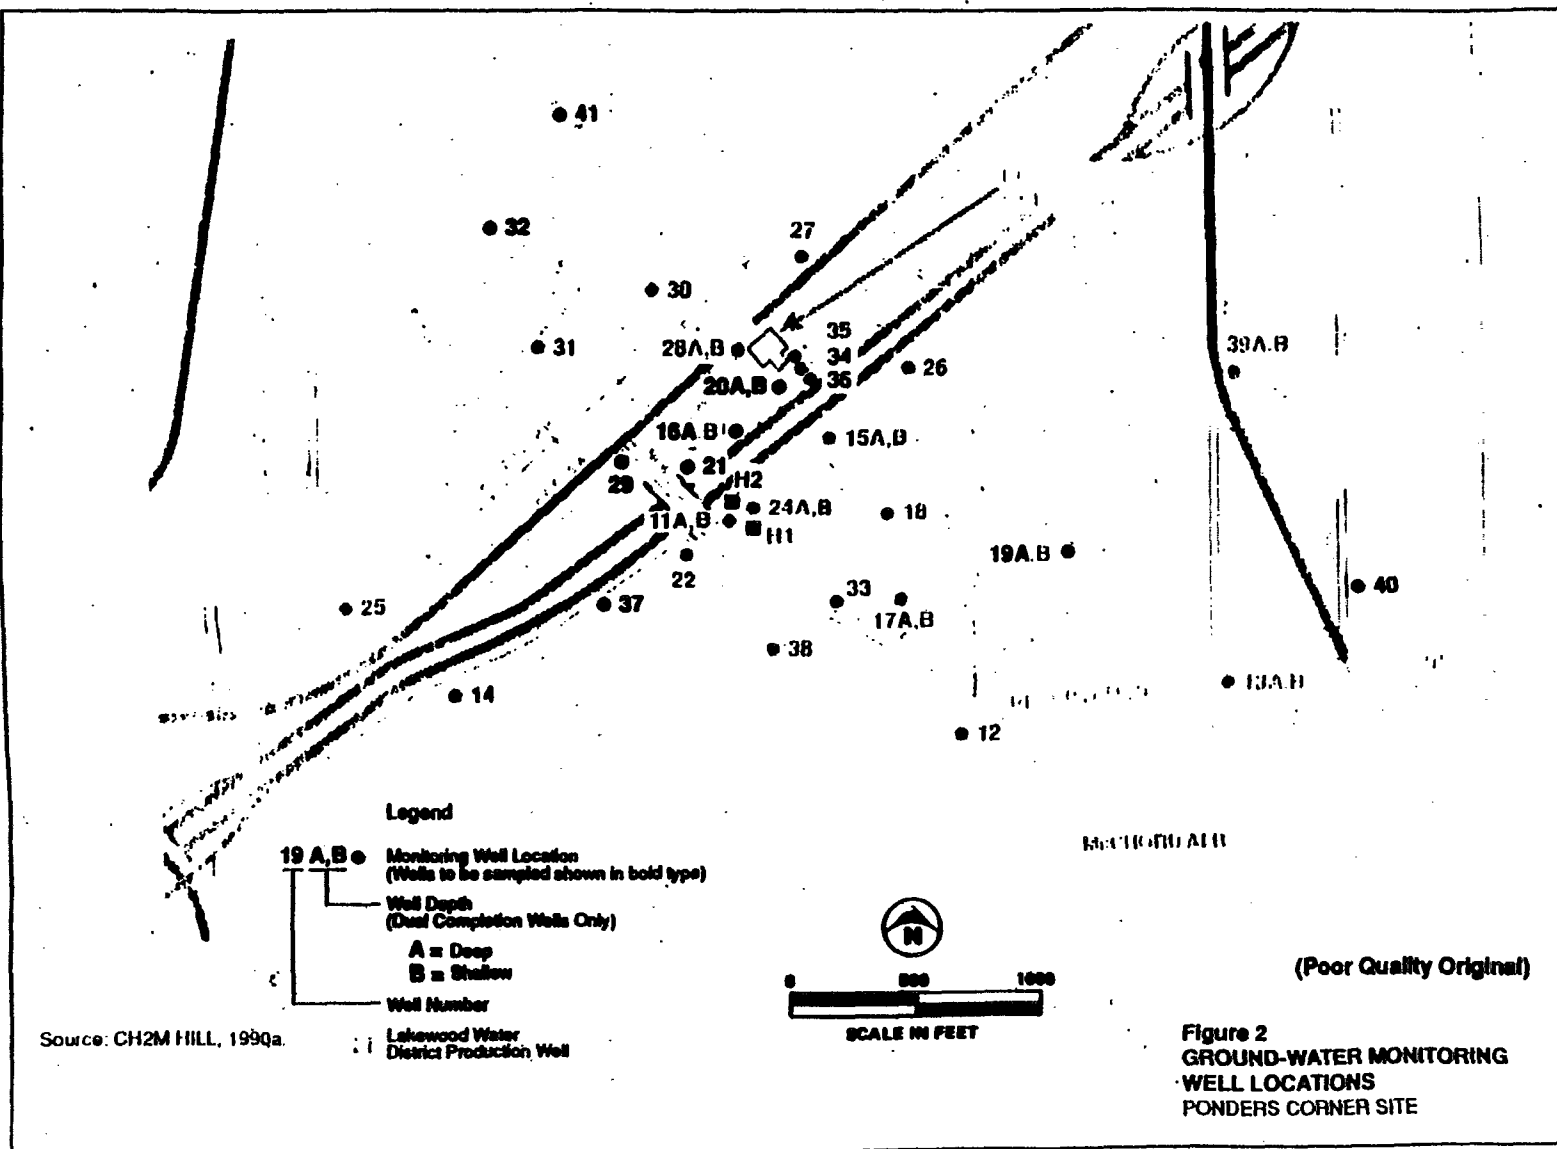 41
32
27
30
31
28A,B
35
34
36
26
39A.B
20A,B
16A.B
15A,B
21
29
H2
24A,B
18
11A,B
H1
19A.B
22
40
25
37
33
17A,B
38
14
13A.B
12
McCHORD AFB
Legend
19 A,B
Monitoring Well Location
(Wells to be sampled shown in bold type)
Well Depth
(Dual Completion Wells Only)
A = Deep
B = Shallow
Well Number
Lakewood Water
District Production Well
N
0 500 1000
SCALE IN FEET
(Poor Quality Original)
Source: CH2M HILL, 1990a.
Figure 2
GROUND-WATER MONITORING
WELL LOCATIONS
PONDERS CORNER SITE